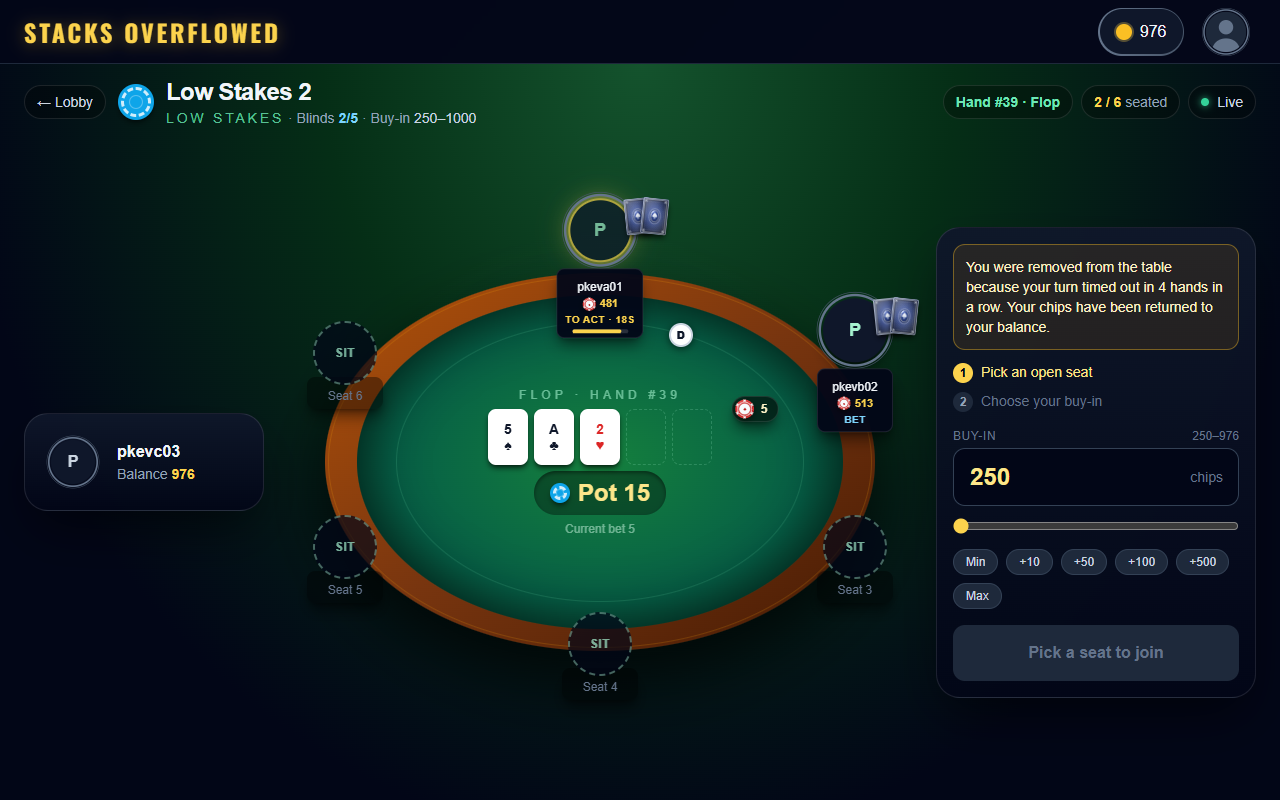 STACKS OVERFLOWED
976
← Lobby
Low Stakes 2
LOW STAKES · Blinds 2/5 · Buy-in 250–1000
Hand #39 · Flop
2 / 6 seated
Live
P
pkeva01
481
TO ACT · 18S
D
P
pkevb02
513
BET
5
SIT
Seat 6
FLOP · HAND #39
5
♠
A
♣
2
♥
Pot 15
Current bet 5
P
pkevc03
Balance 976
SIT
Seat 5
SIT
Seat 3
SIT
Seat 4
You were removed from the table
because your turn timed out in 4 hands in
a row. Your chips have been returned to
your balance.
1 Pick an open seat
2 Choose your buy-in
BUY-IN 250–976
250 chips
Min +10 +50 +100 +500
Max
Pick a seat to join